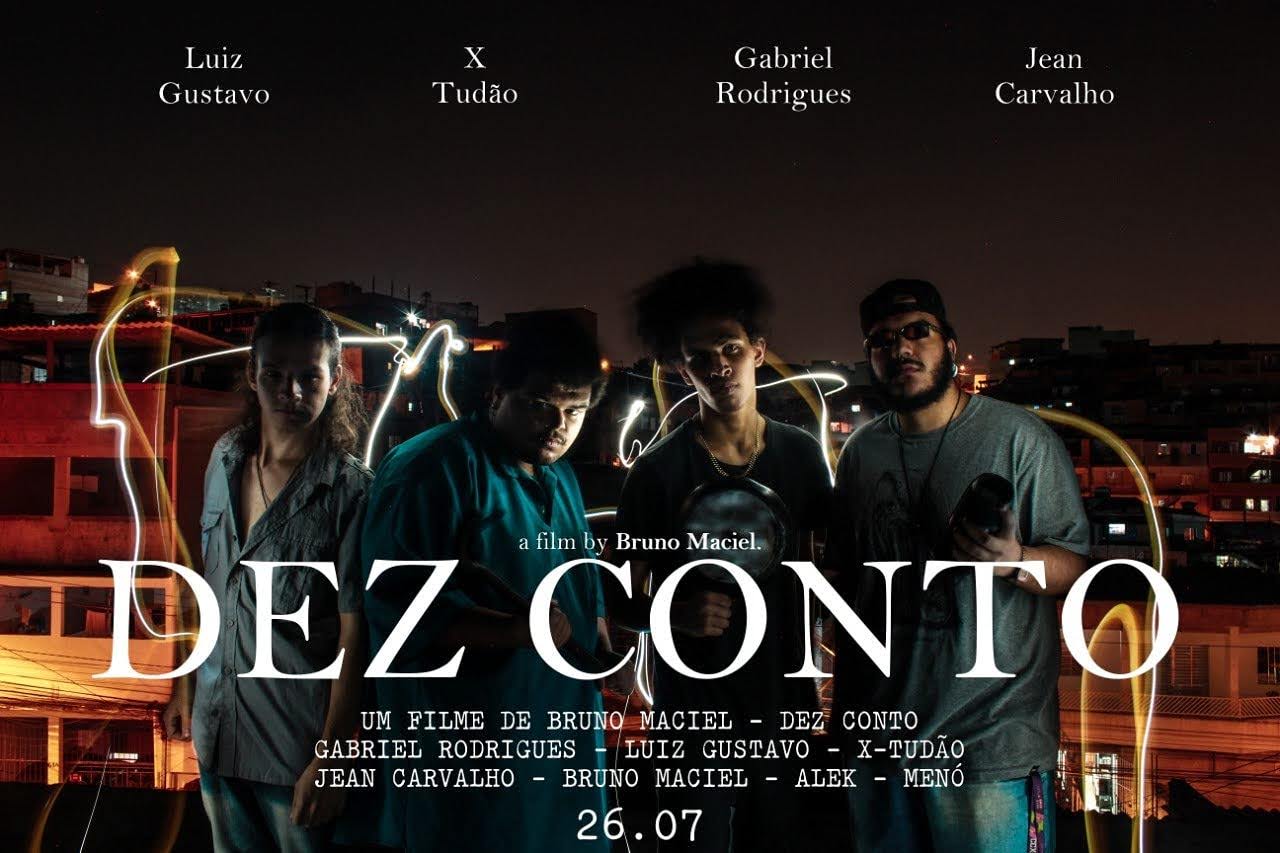 Luiz
Gustavo
X
Tudão
Gabriel
Rodrigues
Jean
Carvalho
a film by Bruno Maciel.
DEZ CONTO
UM FILME DE BRUNO MACIEL - DEZ CONTO
GABRIEL RODRIGUES - LUIZ GUSTAVO - X-TUDÃO
JEAN CARVALHO - BRUNO MACIEL - ALEK - MENÓ
26.07